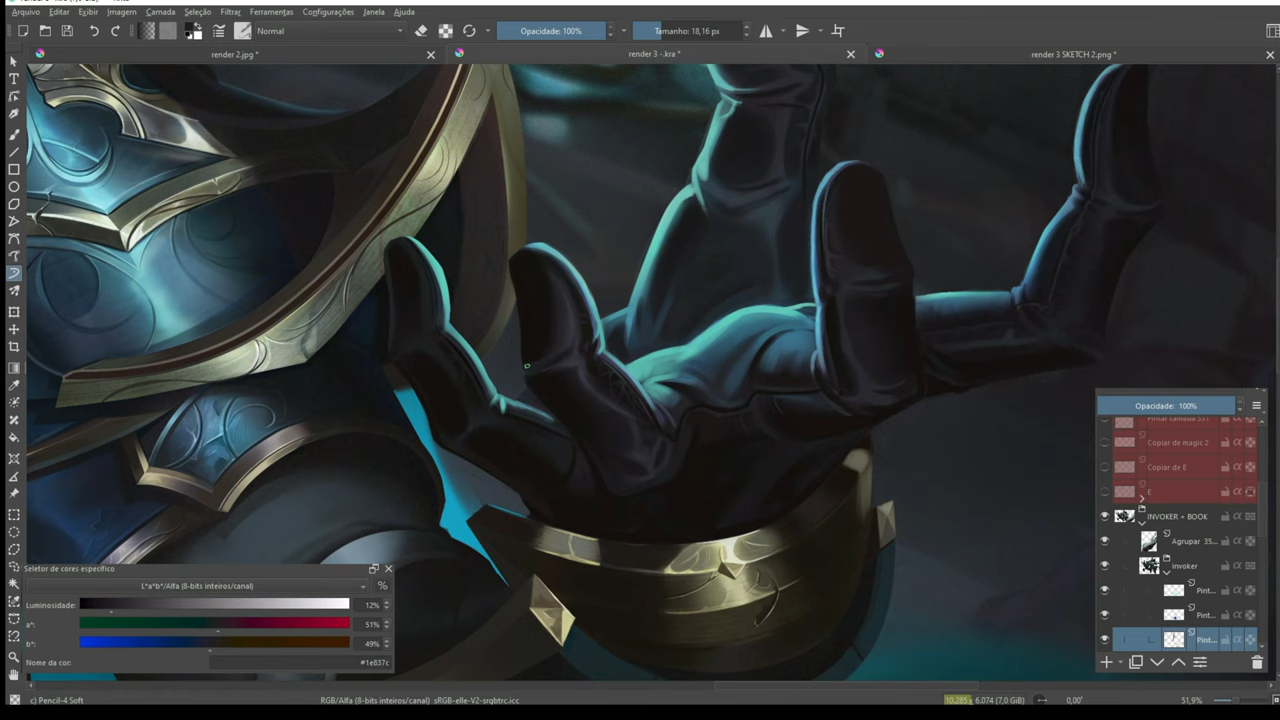 Arquivo Editar Exibir Imagem Camada Seleção Filtrar Ferramentas Configurações Janela Ajuda
Normal Opacidade: 100% Tamanho: 18,16 px
render 2.jpg * render 3 -.kra * render 3 SKETCH 2.png *
Opacidade: 100%
Copiar de magic 2
Copiar de E
E
INVOKER + BOOK
Agrupar 35...
invoker
Pint...
Pint...
Pint...
Seletor de cores específico
L*a*b*/Alfa (8-bits inteiros/canal) %
Luminosidade: 12%
a*: 51%
b*: 49%
Nome da cor: #1e837c
c) Pencil-4 Soft RGB/Alfa (8-bits inteiros/canal) sRGB-elle-V2-srgbtrc.icc 10.285 x 6.074 (7,0 GiB) 0,00° 51,9%